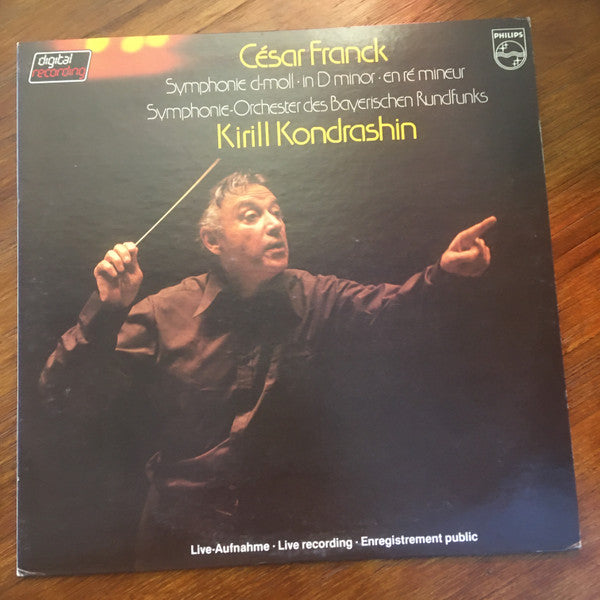 digital
recording
PHILIPS
César Franck
Symphonie d-moll · in D minor · en ré mineur
Symphonie-Orchester des Bayerischen Rundfunks
Kirill Kondrashin
Live-Aufnahme · Live recording · Enregistrement public